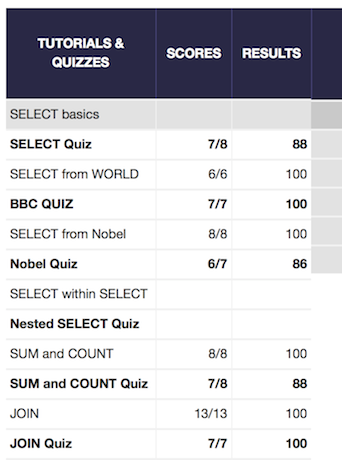 TUTORIALS & QUIZZES SCORES RESULTS
SELECT basics
SELECT Quiz 7/8 88
SELECT from WORLD 6/6 100
BBC QUIZ 7/7 100
SELECT from Nobel 8/8 100
Nobel Quiz 6/7 86
SELECT within SELECT
Nested SELECT Quiz
SUM and COUNT 8/8 100
SUM and COUNT Quiz 7/8 88
JOIN 13/13 100
JOIN Quiz 7/7 100